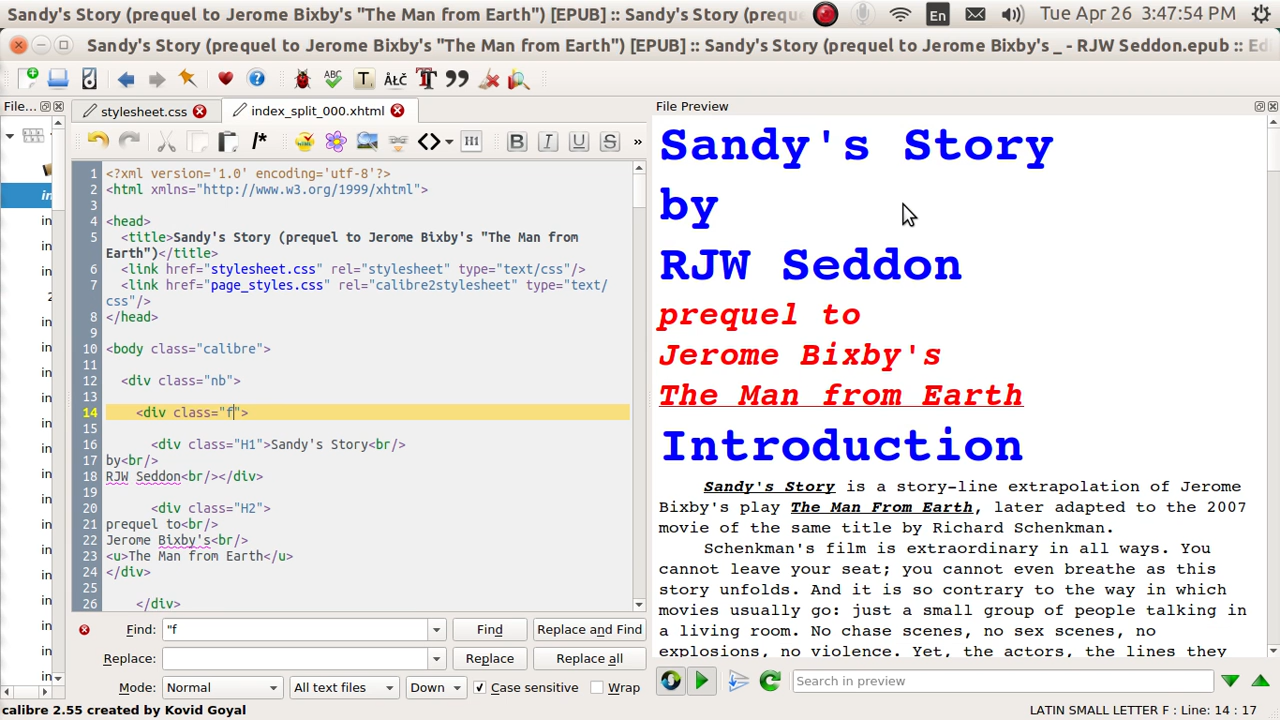 Sandy's Story (prequel to Jerome Bixby's "The Man from Earth") [EPUB] :: Sandy's Story (prequel
En
Tue Apr 26 3:47:54 PM
Sandy's Story (prequel to Jerome Bixby's "The Man from Earth") [EPUB] :: Sandy's Story (prequel to Jerome Bixby's _ - RJW Seddon.epub :: Ed
ABC
T
T
File...
stylesheet.css
index_split_000.xhtml
File Preview
/*
<>
H1
B
I
U
S
»
1 <?xml version='1.0' encoding='utf-8'?>
2 <html xmlns="http://www.w3.org/1999/xhtml">
3
4 <head>
5 <title>Sandy's Story (prequel to Jerome Bixby's "The Man from
Earth")</title>
6 <link href="stylesheet.css" rel="stylesheet" type="text/css"/>
7 <link href="page_styles.css" rel="calibre2stylesheet" type="text/
css"/>
8 </head>
9
10 <body class="calibre">
11
12 <div class="nb">
13
14 <div class="f">
15
16 <div class="H1">Sandy's Story<br/>
17 by<br/>
18 RJW Seddon<br/></div>
19
20 <div class="H2">
21 prequel to<br/>
22 Jerome Bixby's<br/>
23 <u>The Man from Earth</u>
24 </div>
25
26 </div>
Sandy's Story
by
RJW Seddon
prequel to
Jerome Bixby's
The Man from Earth
Introduction
Sandy's Story is a story-line extrapolation of Jerome
Bixby's play The Man From Earth, later adapted to the 2007
movie of the same title by Richard Schenkman.
Schenkman's film is extraordinary in all ways. You
cannot leave your seat; you cannot even breathe as this
story unfolds. And it is so contrary to the way in which
movies usually go: just a small group of people talking in
a living room. No chase scenes, no sex scenes, no
explosions, no violence. Yet, the actors, the lines they
Find: "f
Find
Replace and Find
Replace:
Replace
Replace all
Mode: Normal
All text files
Down
Case sensitive
Wrap
Search in preview
calibre 2.55 created by Kovid Goyal
LATIN SMALL LETTER F : Line: 14 : 17